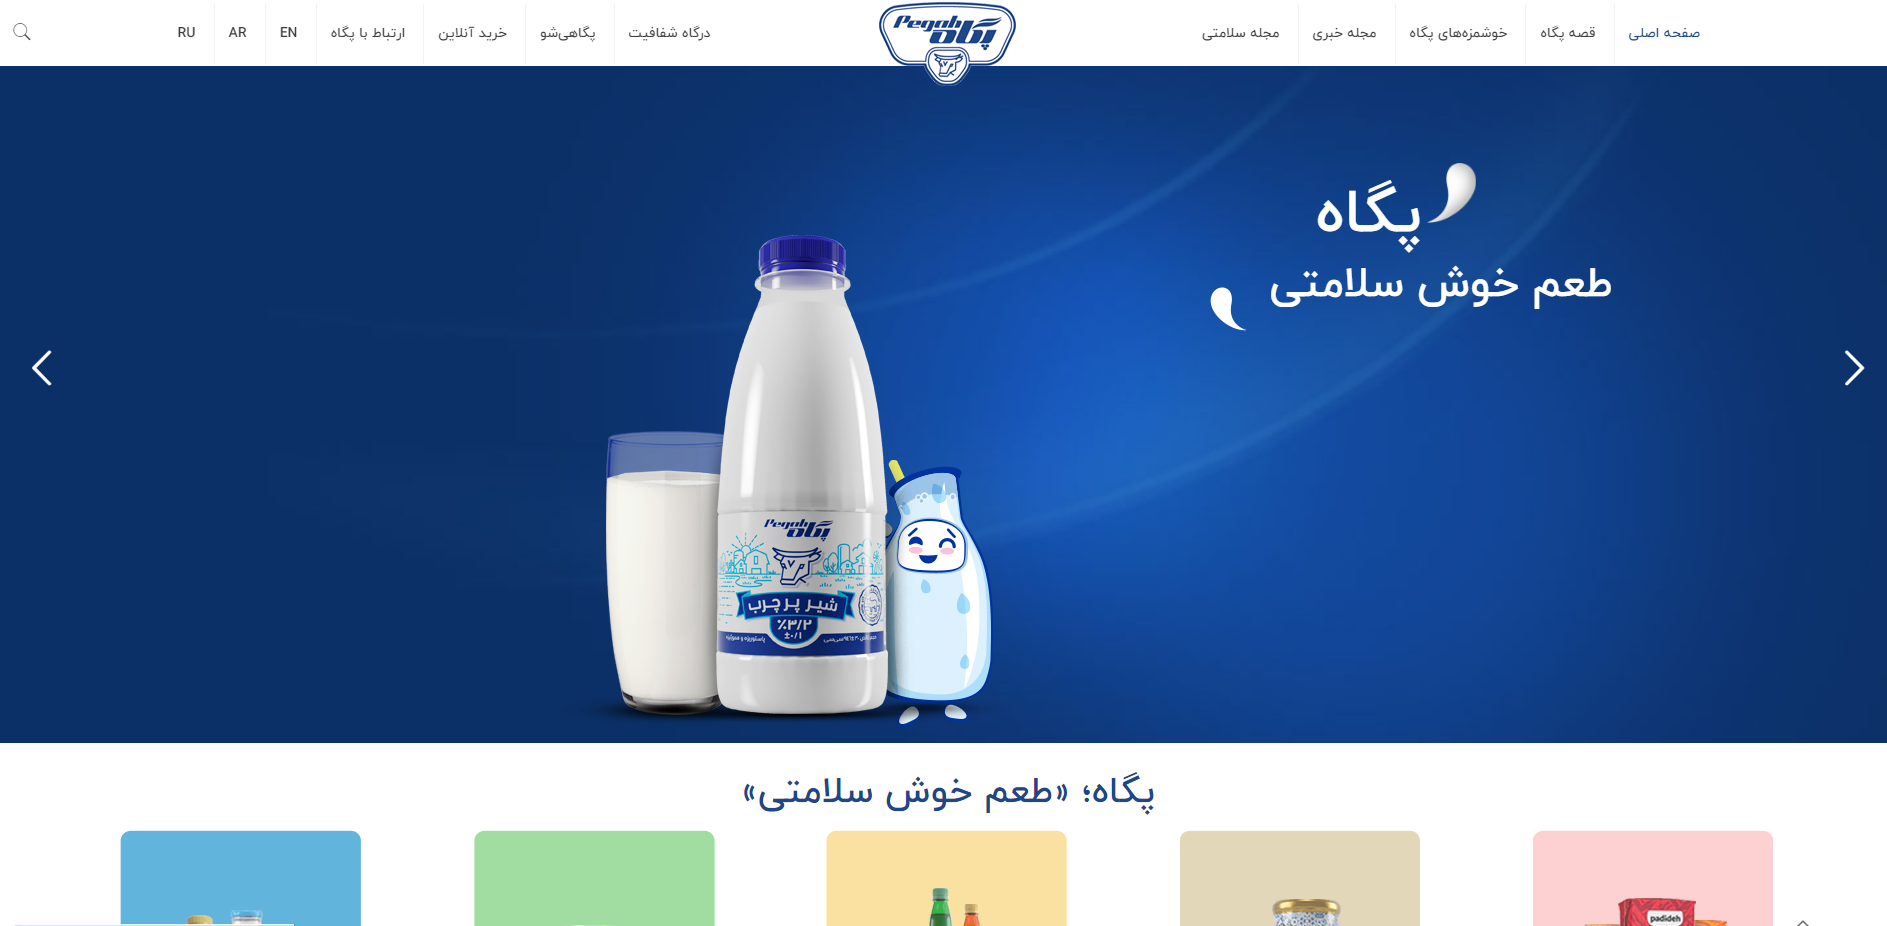 صفحه اصلی
قصه پگاه
خوشمزه‌های پگاه
مجله خبری
مجله سلامتی
Pegah
پگاه
درگاه شفافیت
پگاهی‌شو
خرید آنلاین
ارتباط با پگاه
EN
AR
RU
پگاه
طعم خوش سلامتی
Pegah
پگاه
شیر پر چرب
٪۳/۲
±۰/۱
پاستوریزه و هموژنیزه
پگاه؛ «طعم خوش سلامتی»
padideh